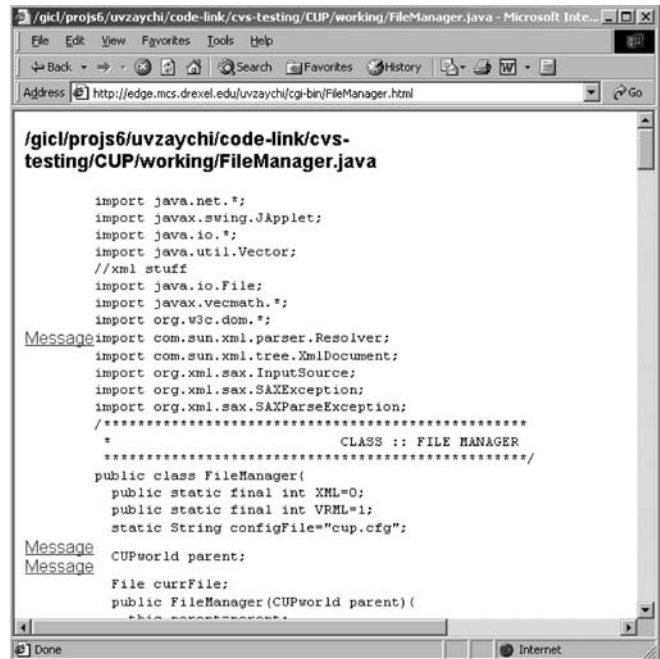 /gicl/projs6/uvzaychi/code-link/cvs-testing/CUP/working/FileManager.java - Microsoft Inte...
File Edit View Favorites Tools Help
Back Search Favorites History
Address http://edge.mcs.drexel.edu/uvzaychi/cgi-bin/FileManager.html Go
/gicl/projs6/uvzaychi/code-link/cvs-
testing/CUP/working/FileManager.java
import java.net.*;
import javax.swing.JApplet;
import java.io.*;
import java.util.Vector;
//xml stuff
import java.io.File;
import javax.vecmath.*;
import org.w3c.dom.*;
Message import com.sun.xml.parser.Resolver;
import com.sun.xml.tree.XmlDocument;
import org.xml.sax.InputSource;
import org.xml.sax.SAXException;
import org.xml.sax.SAXParseException;
/**************************************************
* CLASS :: FILE MANAGER
**************************************************/
public class FileManager{
public static final int XML=0;
public static final int VRML=1;
static String configFile="cup.cfg";
Message
CUPworld parent;
Message
File currFile;
public FileManager(CUPworld parent){
this.parent=parent;
Done Internet